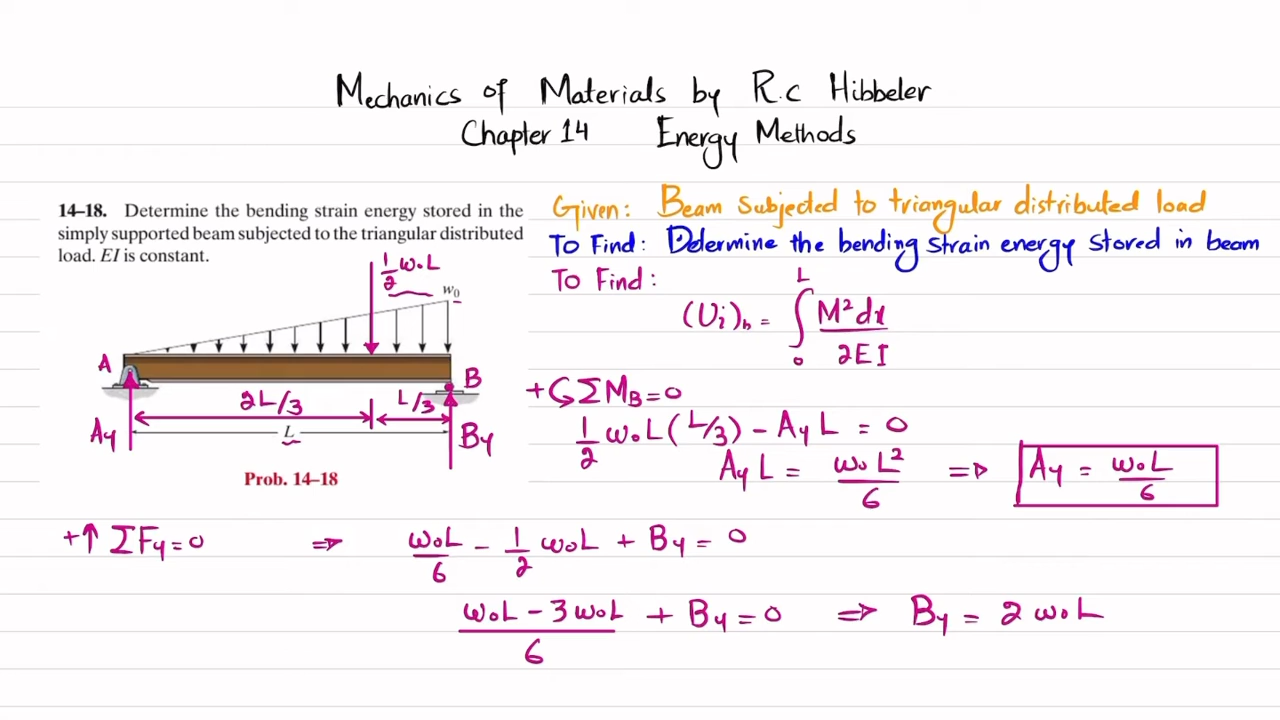 Mechanics of Materials by R.C Hibbeler
Chapter 14 Energy Methods
14–18. Determine the bending strain energy stored in the
simply supported beam subjected to the triangular distributed
load. EI is constant.
1/2 w₀L
w₀
A
B
2L/3
L/3
Ay
L
By
Prob. 14–18
Given: Beam Subjected to triangular distributed load
To Find: Determine the bending strain energy stored in beam
To Find:
(Ui)b = ∫₀ᴸ M²dx/2EI
+↺ ΣMB=0
1/2 w₀L(L/3) - Ay L = 0
Ay L = w₀L²/6 ⇒ Ay = w₀L/6
+↑ ΣFy=0 ⇒ w₀L/6 - 1/2 w₀L + By = 0
(w₀L - 3w₀L)/6 + By = 0 ⇒ By = 2w₀L